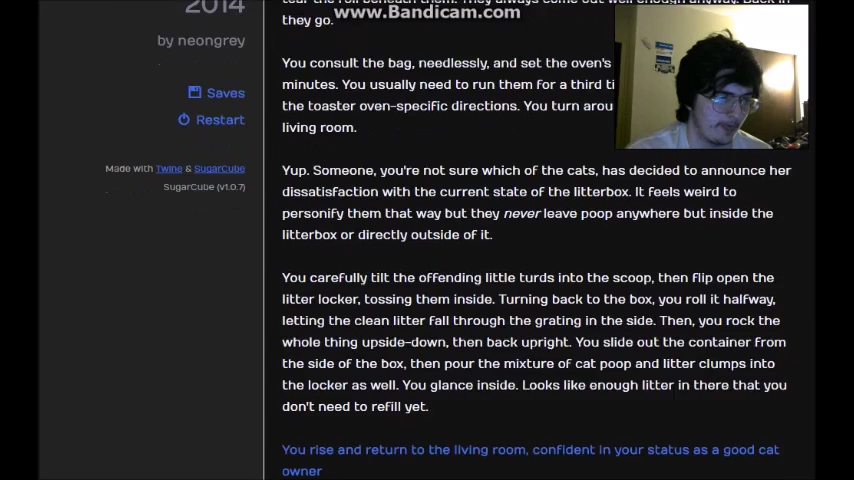 2014
by neongrey
Saves
Restart
Made with Twine & SugarCube
SugarCube (v1.0.7)
www.Bandicam.com
They always come out well enough anyway. Back in
they go.
You consult the bag, needlessly, and set the oven's
minutes. You usually need to run them for a third
the toaster oven-specific directions. You turn
living room.
Yup. Someone, you're not sure which of the cats, has decided to announce her
dissatisfaction with the current state of the litterbox. It feels weird to
personify them that way but they never leave poop anywhere but inside the
litterbox or directly outside of it.
You carefully tilt the offending little turds into the scoop, then flip open the
litter locker, tossing them inside. Turning back to the box, you roll it halfway,
letting the clean litter fall through the grating in the side. Then, you rock the
whole thing upside-down, then back upright. You slide out the container from
the side of the box, then pour the mixture of cat poop and litter clumps into
the locker as well. You glance inside. Looks like enough litter in there that you
don't need to refill yet.
You rise and return to the living room, confident in your status as a good cat
owner